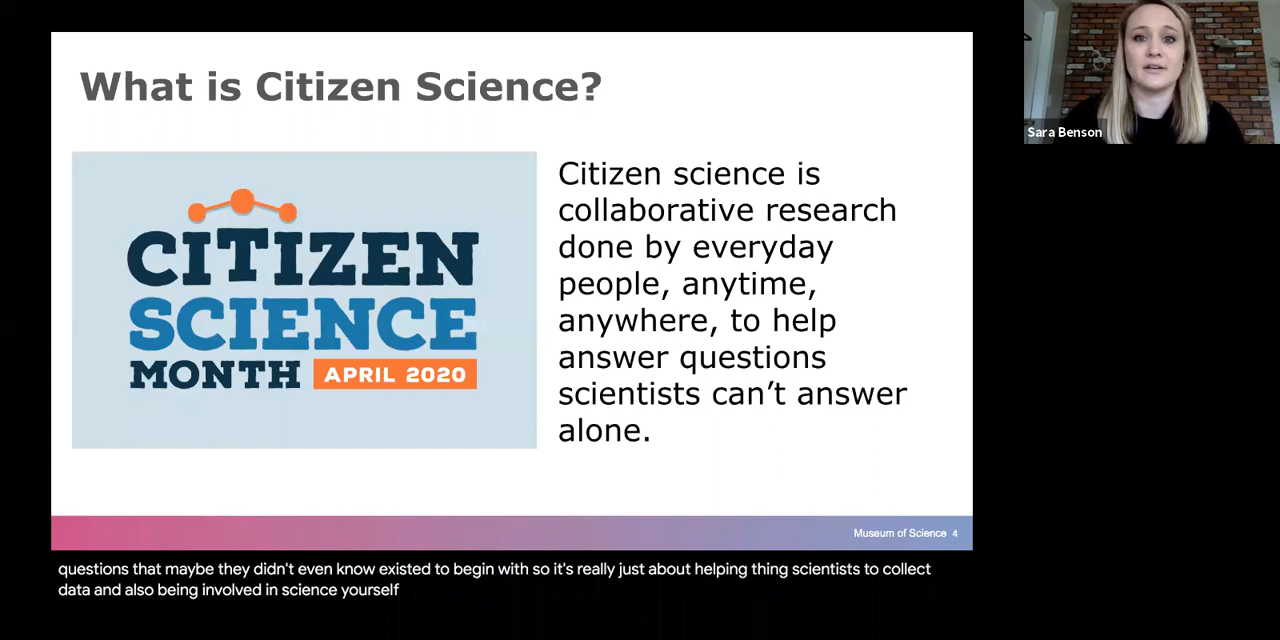 What is Citizen Science?
CITIZEN
SCIENCE
MONTH APRIL 2020
Citizen science is
collaborative research
done by everyday
people, anytime,
anywhere, to help
answer questions
scientists can’t answer
alone.
Museum of Science 4
Sara Benson
questions that maybe they didn't even know existed to begin with so it's really just about helping thing scientists to collect
data and also being involved in science yourself